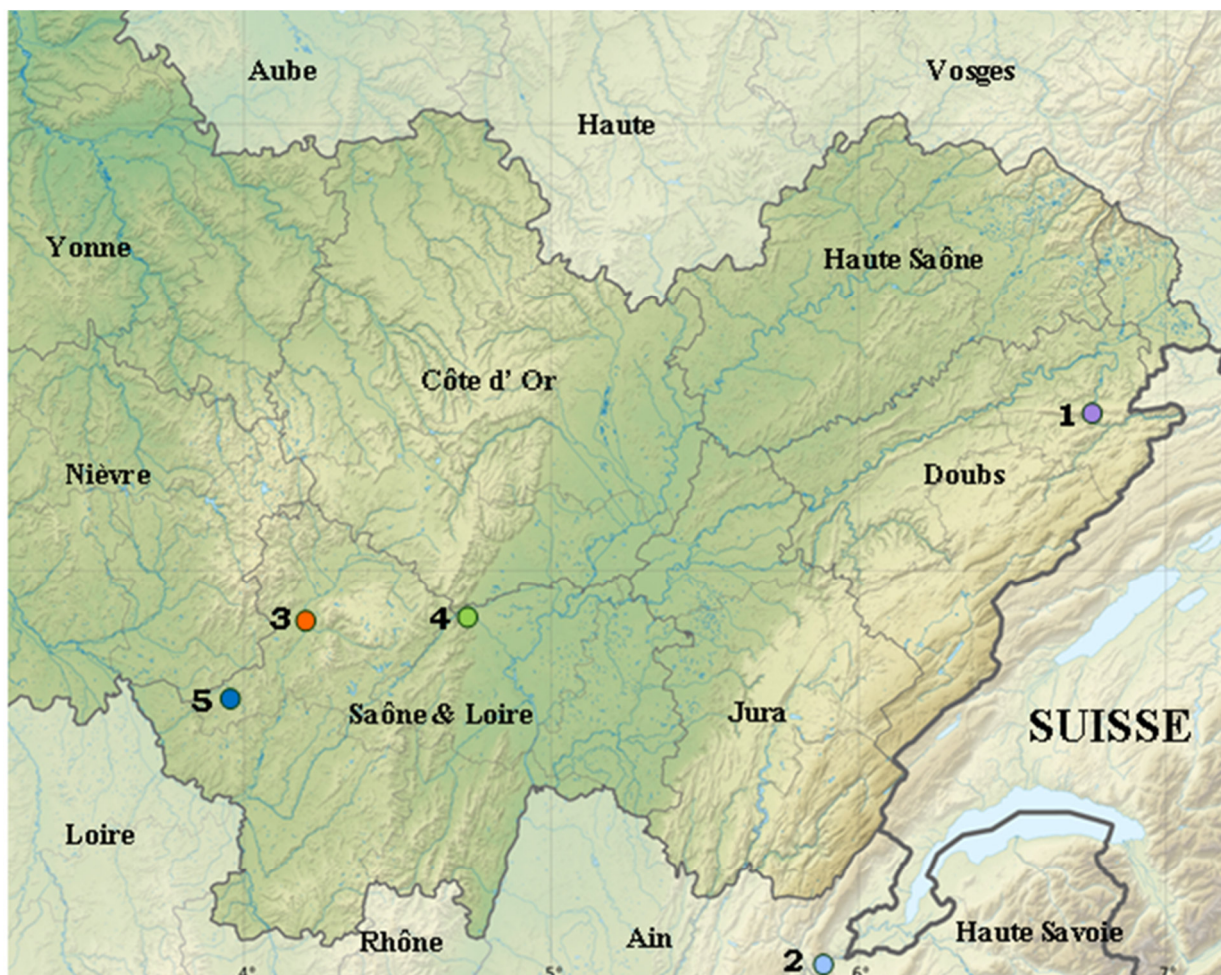 Aube
Vosges
Haute
Yonne
Haute Saône
Côte d' Or
1
Nièvre
Doubs
3
4
5
Saône & Loire
Jura
SUISSE
Loire
Rhône
Ain
Haute Savoie
2
4°
5°
6°
7°